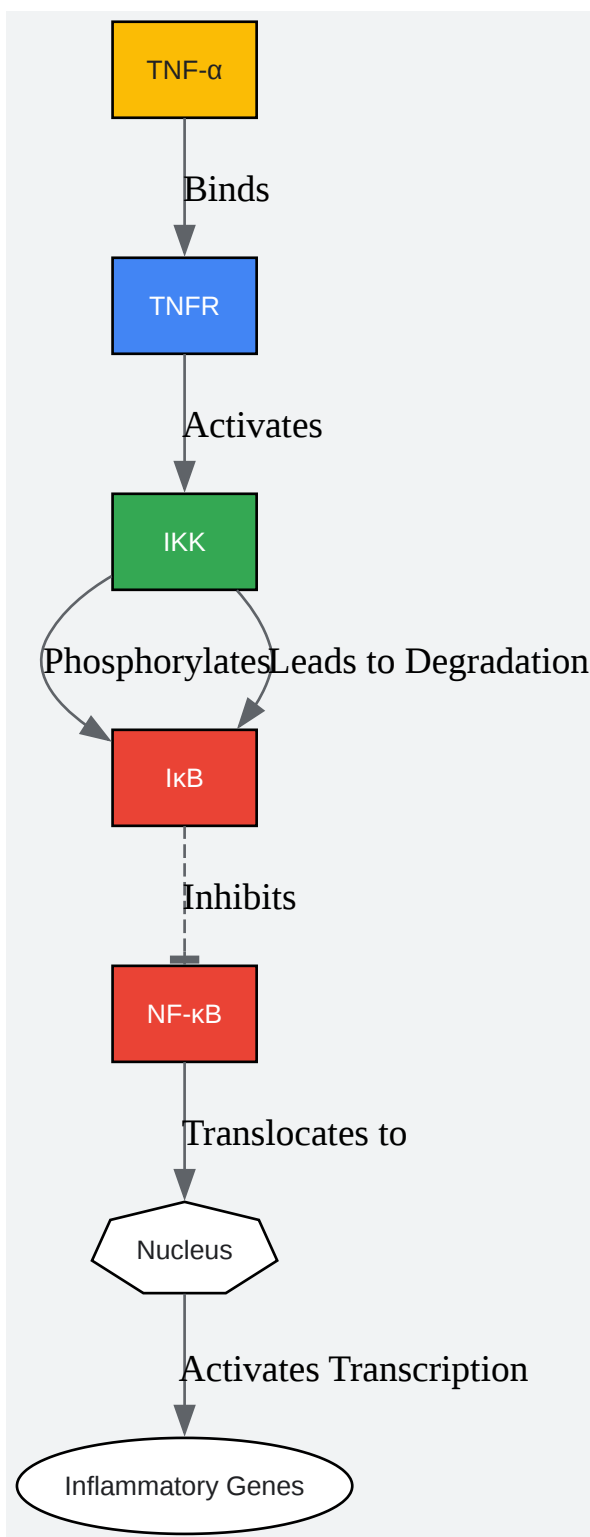 TNF-α
Binds
TNFR
Activates
IKK
Phosphorylates
Leads to Degradation
IκB
Inhibits
NF-κB
Translocates to
Nucleus
Activates Transcription
Inflammatory Genes